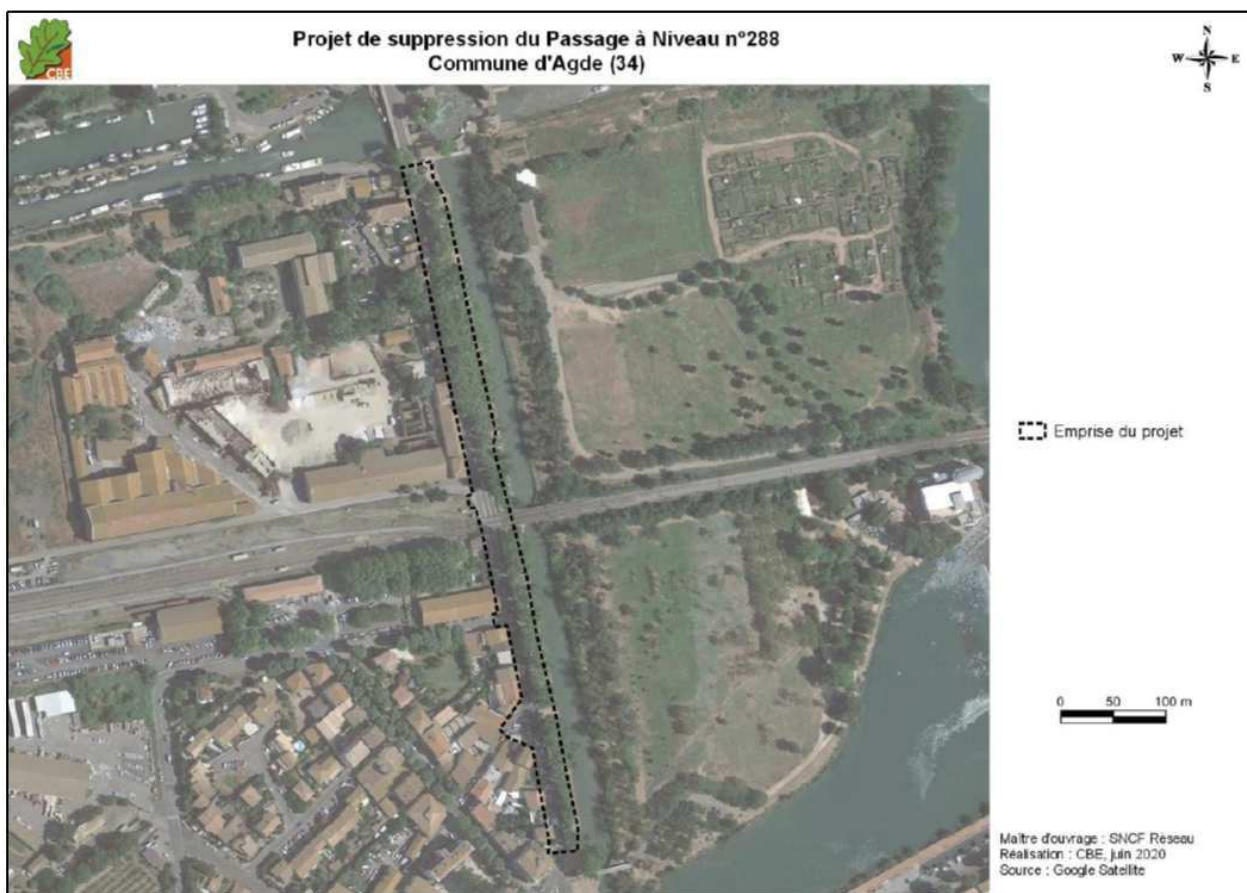 CBE
Projet de suppression du Passage à Niveau n°288
Commune d'Agde (34)
N
W E
S
Emprise du projet
0 50 100 m
Maître d'ouvrage : SNCF Réseau
Réalisation : CBE, juin 2020
Source : Google Satellite